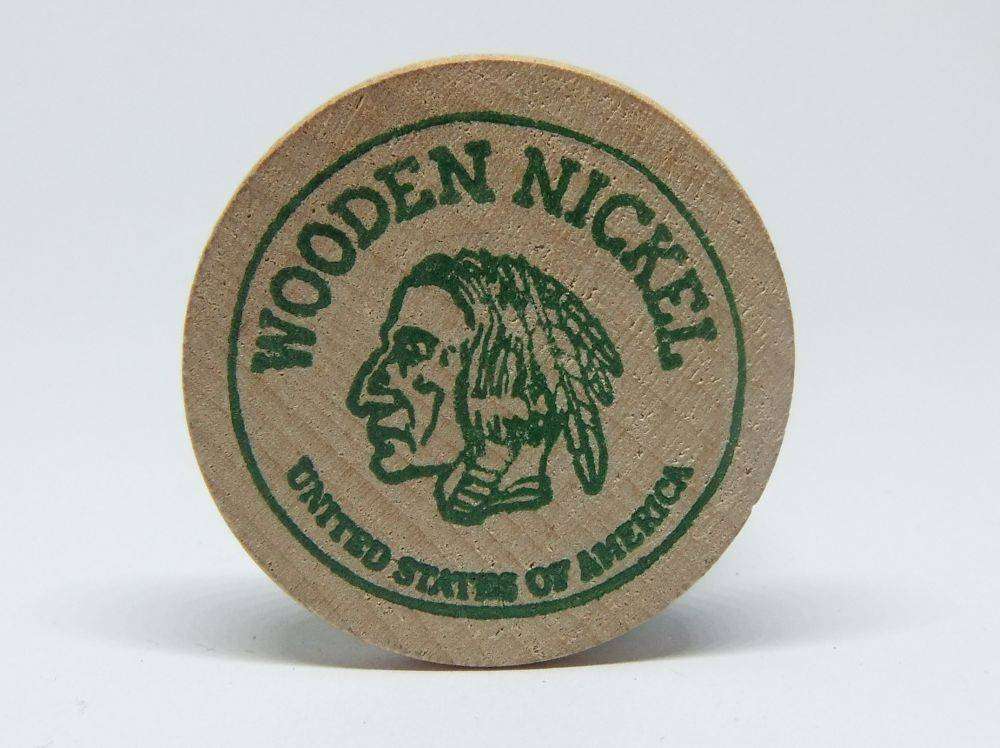 WOODEN NICKEL
UNITED STATES OF AMERICA